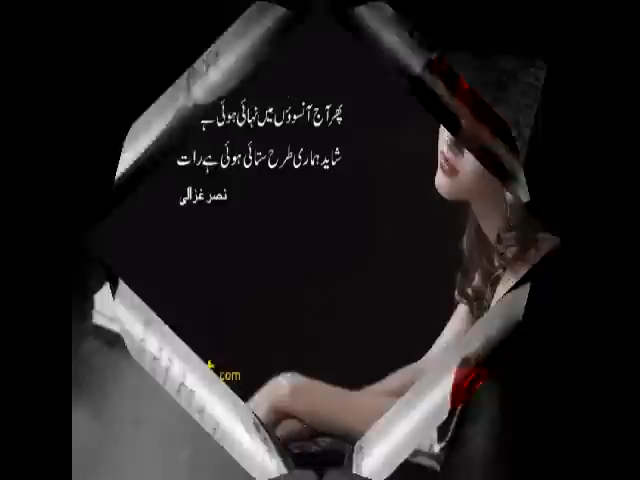 پھر آج آنسوؤں میں نہائی ہوئی ہے
شاید ہماری طرح ستائی ہوئی ہے رات
نصر غزالی
.com